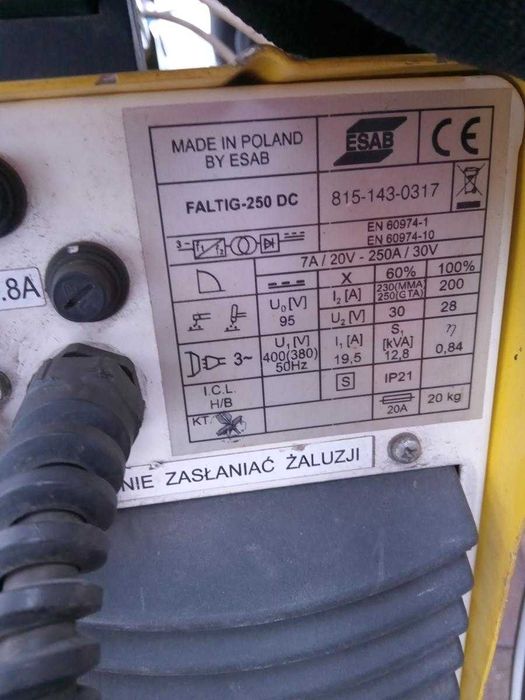 MADE IN POLAND
BY ESAB
ESAB
CE
FALTIG-250 DC
815-143-0317
3~ f1 f2
EN 60974-1
EN 60974-10
7A / 20V - 250A / 30V
X 60% 100%
U0 [V]
95
I2 [A] 230(MMA) 200
250(GTA)
U2 [V] 30 28
3~
U1 [V]
400(380)
50Hz
I1 [A]
19,5
S1
[kVA]
12,8
η
0,84
I.C.L.
H/B
S
IP21
KT
20A
20 kg
.8A
NIE ZASŁANIAĆ ŻALUZJI